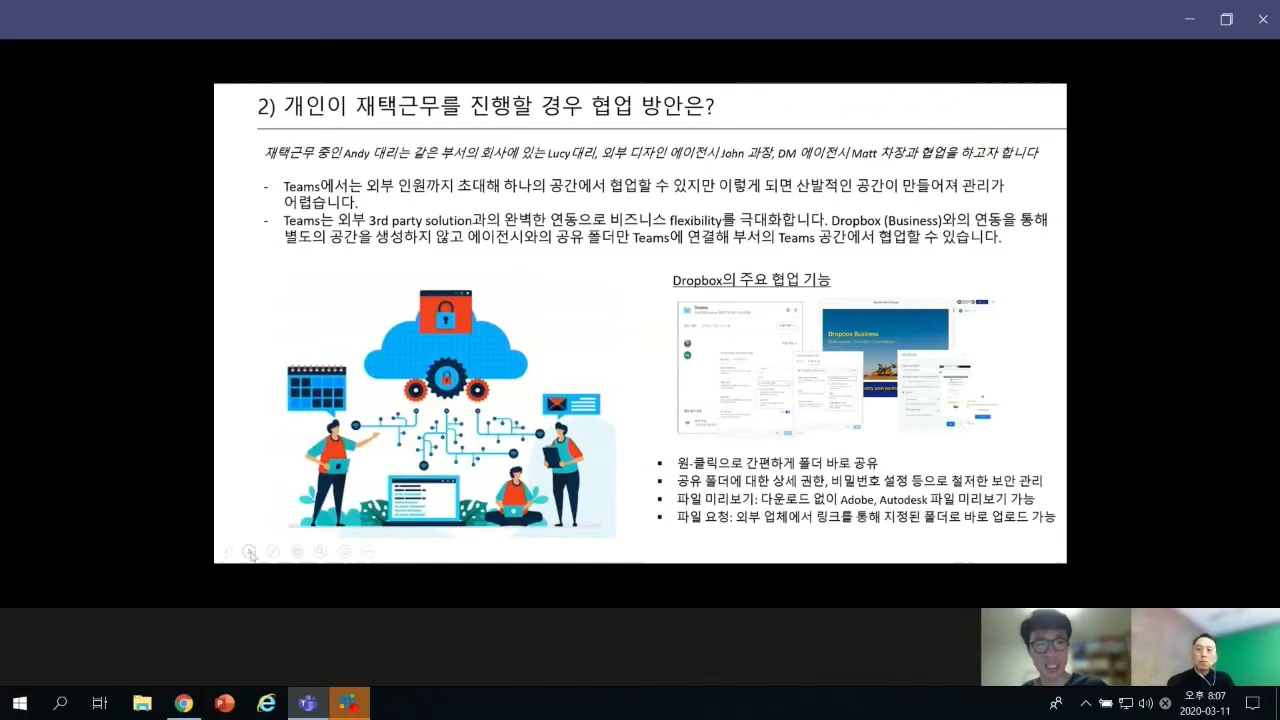 2) 개인이 재택근무를 진행할 경우 협업 방안은?
재택근무 중인 Andy 대리는 같은 부서의 회사에 있는 Lucy 대리, 외부 디자인 에이전시 John 과장, DM 에이전시 Matt 차장과 협업을 하고자 합니다
- Teams에서는 외부 인원까지 초대해 하나의 공간에서 협업할 수 있지만 이렇게 되면 산발적인 공간이 만들어져 관리가
어렵습니다.
- Teams는 외부 3rd party solution과의 완벽한 연동으로 비즈니스 flexibility를 극대화합니다. Dropbox (Business)와의 연동을 통해
별도의 공간을 생성하지 않고 에이전시와의 공유 폴더만 Teams에 연결해 부서의 Teams 공간에서 협업할 수 있습니다.
Dropbox의 주요 협업 기능
Dropbox Business
▪ 원-클릭으로 간편하게 폴더 바로 공유
▪ 공유 폴더에 대한 상세 권한, 비밀번호 설정 등으로 철저한 보안 관리
▪ 파일 미리보기: 다운로드 없이 Adobe, Autodesk 파일 미리보기 가능
▪ 파일 요청: 외부 업체에서 링크를 통해 지정된 폴더로 바로 업로드 가능
오후 8:07
2020-03-11